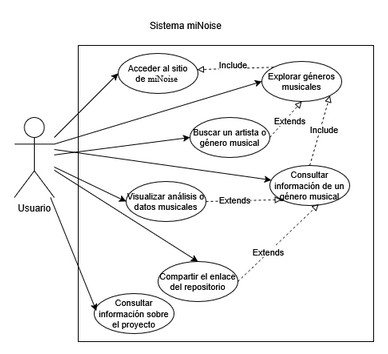 Sistema miNoise
Acceder al sitio
de miNoise
Include
Explorar géneros
musicales
Buscar un artista o
género musical
Extends
Include
Consultar
información de un
género musical
Usuario
Visualizar análisis o
datos musicales
Extends
Compartir el enlace
del repositorio
Extends
Consultar
información sobre
el proyecto